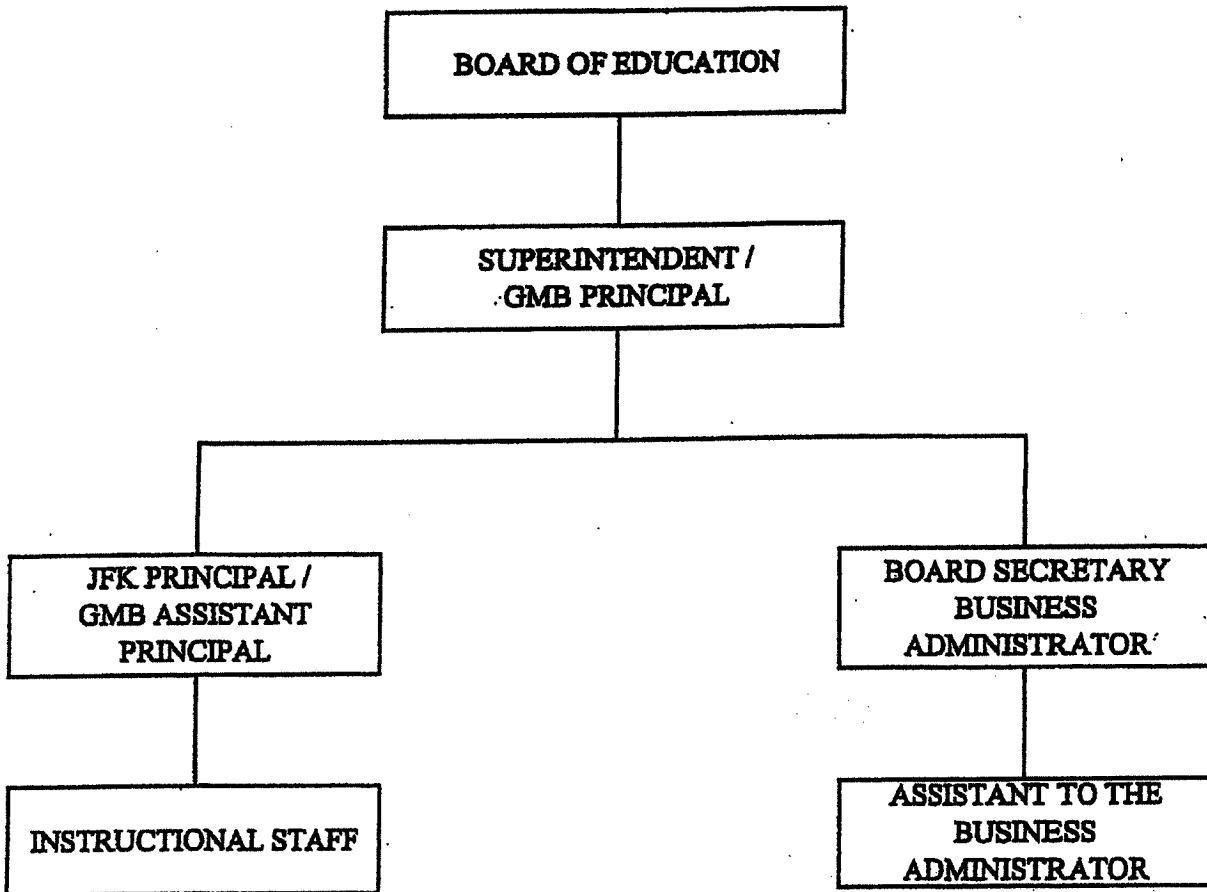 BOARD OF EDUCATION
SUPERINTENDENT /
GMB PRINCIPAL
JFK PRINCIPAL /
GMB ASSISTANT
PRINCIPAL
BOARD SECRETARY
BUSINESS
ADMINISTRATOR
INSTRUCTIONAL STAFF
ASSISTANT TO THE
BUSINESS
ADMINISTRATOR